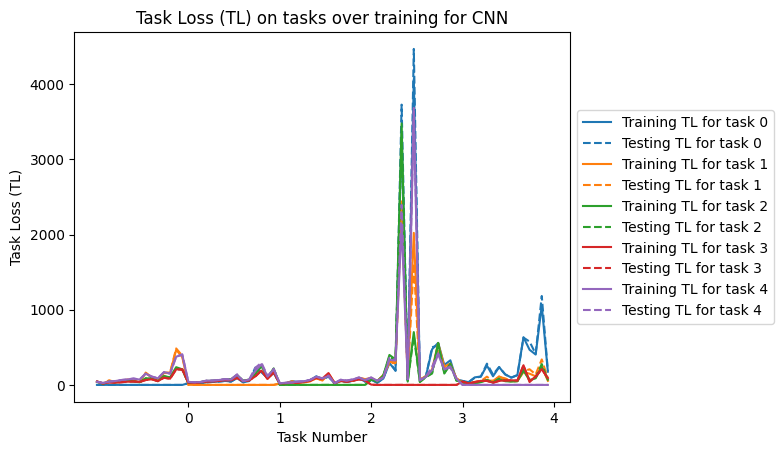 Task Loss (TL) on tasks over training for CNN
Task Loss (TL)
4000
3000
2000
1000
0
0
1
2
3
4
Task Number
Training TL for task 0
Testing TL for task 0
Training TL for task 1
Testing TL for task 1
Training TL for task 2
Testing TL for task 2
Training TL for task 3
Testing TL for task 3
Training TL for task 4
Testing TL for task 4